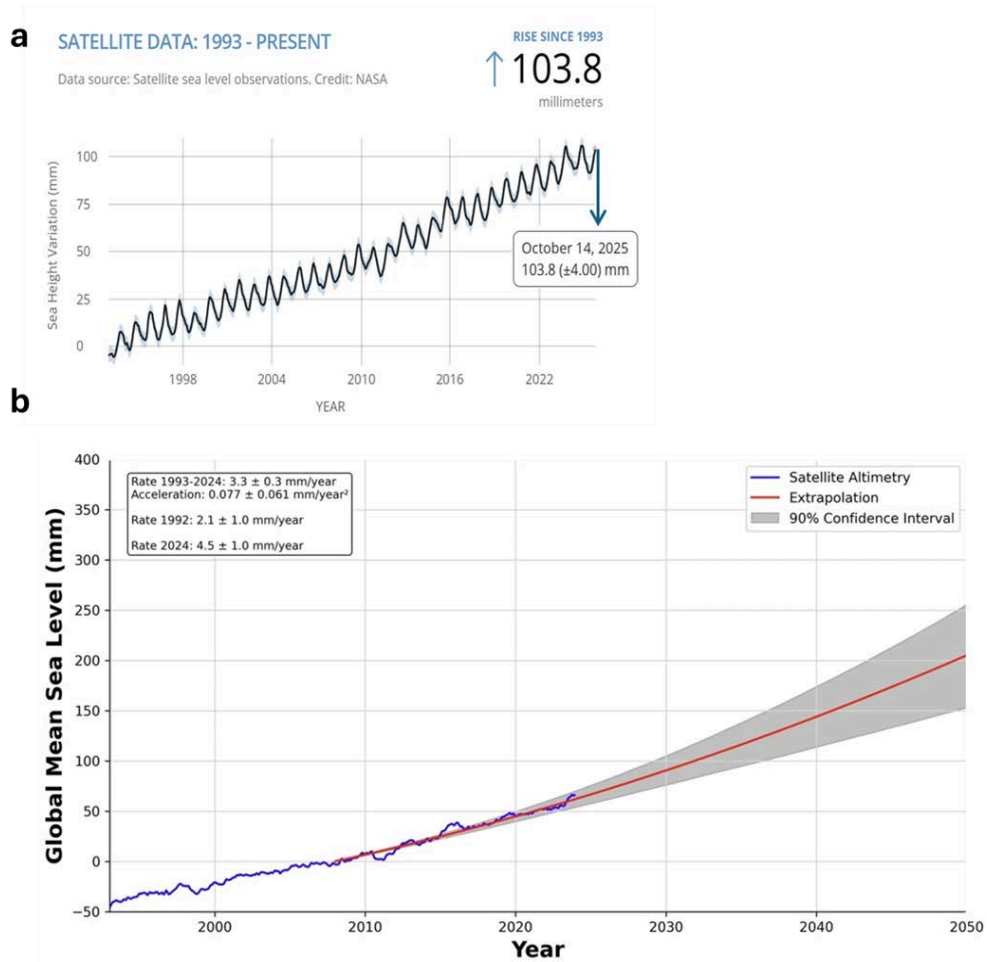 a
SATELLITE DATA: 1993 - PRESENT
Data source: Satellite sea level observations. Credit: NASA
RISE SINCE 1993
↑ 103.8
millimeters
Sea Height Variation (mm)
100
75
50
25
0
October 14, 2025
103.8 (±4.00) mm
1998 2004 2010 2016 2022
YEAR
b
Global Mean Sea Level (mm)
400
350
300
250
200
150
100
50
0
−50
Rate 1993-2024: 3.3 ± 0.3 mm/year
Acceleration: 0.077 ± 0.061 mm/year²
Rate 1992: 2.1 ± 1.0 mm/year
Rate 2024: 4.5 ± 1.0 mm/year
Satellite Altimetry
Extrapolation
90% Confidence Interval
2000 2010 2020 2030 2040 2050
Year